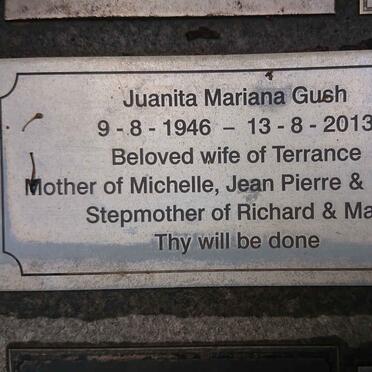 Juanita Mariana Gush
9 - 8 - 1946 – 13 - 8 - 2013
Beloved wife of Terrance
Mother of Michelle, Jean Pierre &
Stepmother of Richard & Ma
Thy will be done